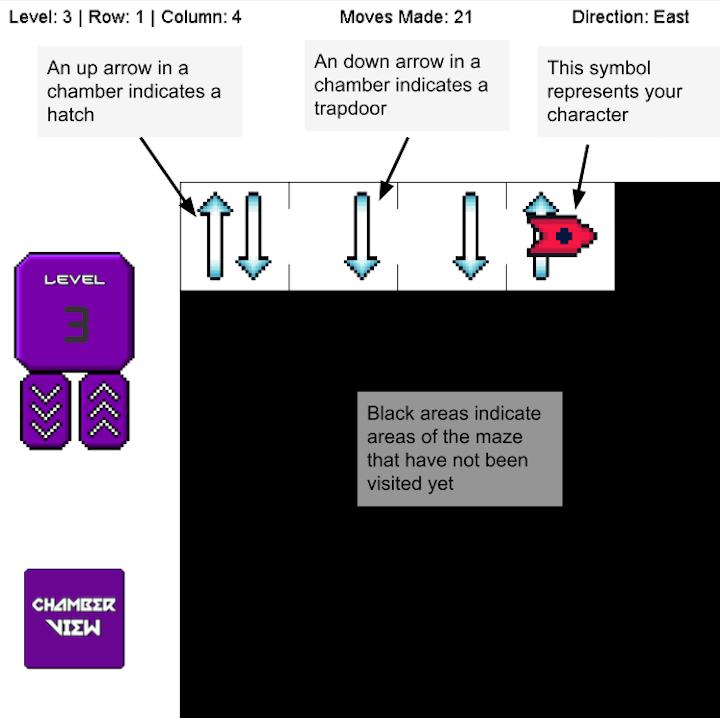 Level: 3 | Row: 1 | Column: 4
Moves Made: 21
Direction: East
An up arrow in a
chamber indicates a
hatch
An down arrow in a
chamber indicates a
trapdoor
This symbol
represents your
character
LEVEL
3
Black areas indicate
areas of the maze
that have not been
visited yet
CHAMBER
VIEW